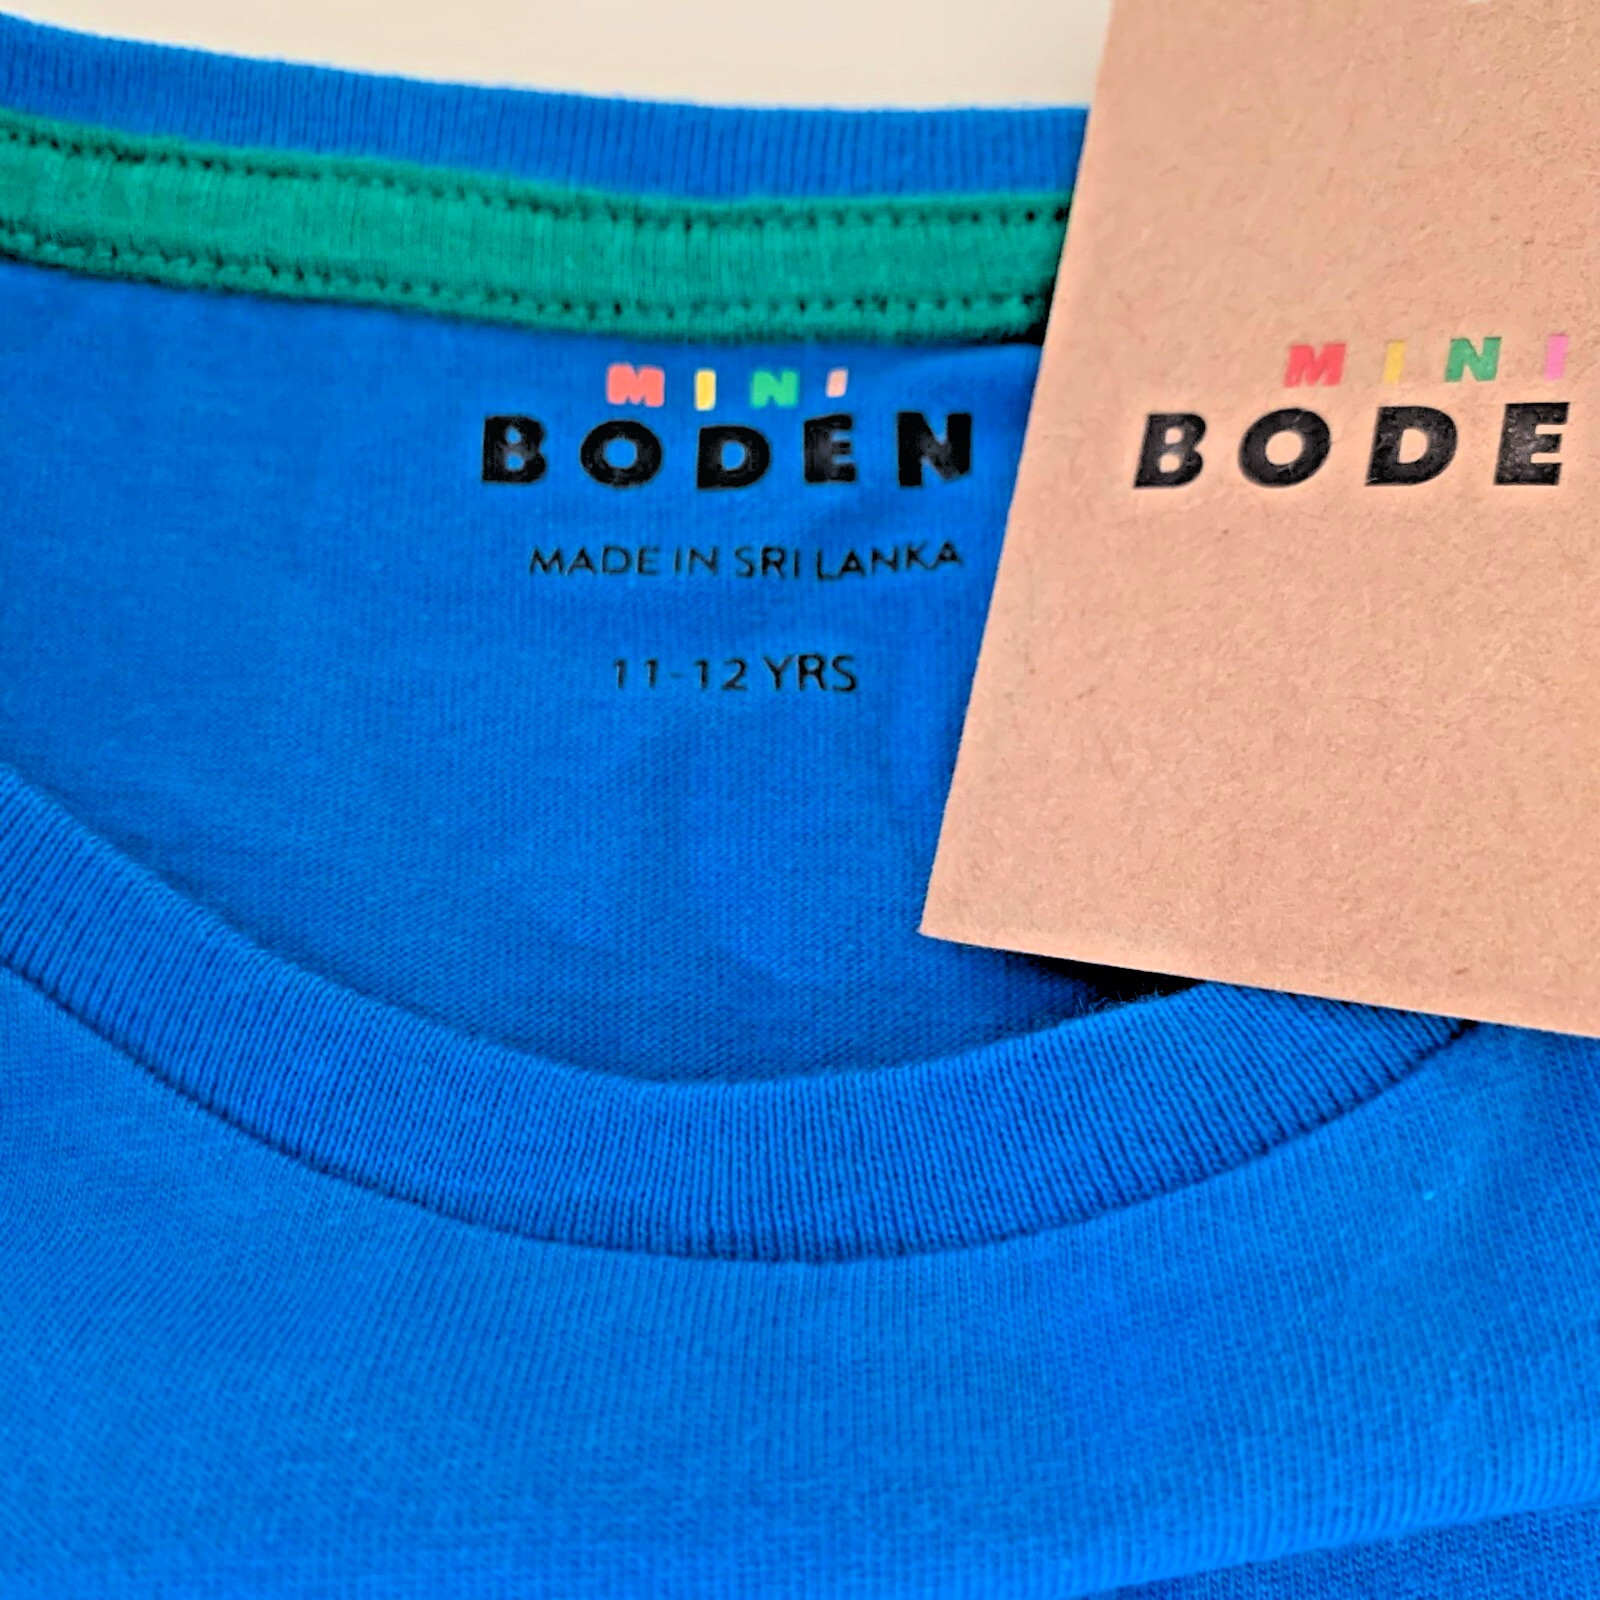 MINI
BODEN
MADE IN SRI LANKA
11-12 YRS
MINI
BODE